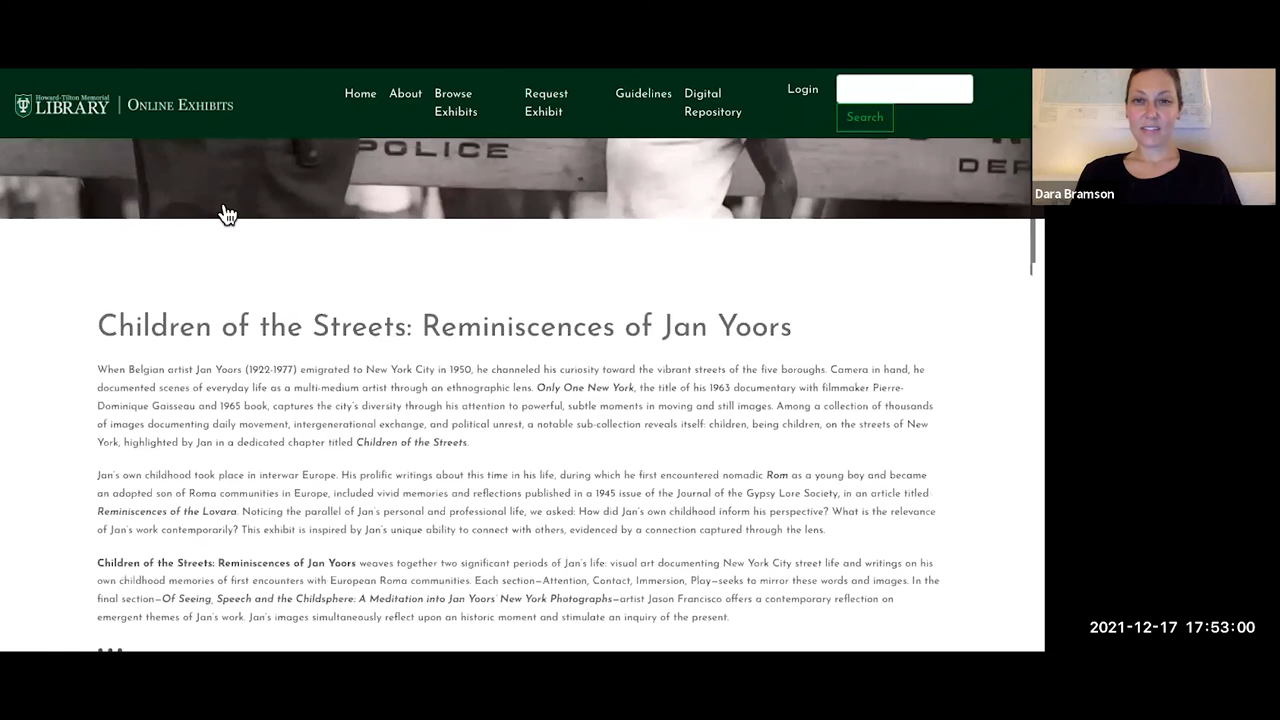 Howard-Tilton Memorial
LIBRARY | ONLINE EXHIBITS
Home About Browse Exhibits Request Exhibit Guidelines Digital Repository Login
Search
POLICE
DEP
Dara Bramson
Children of the Streets: Reminiscences of Jan Yoors
When Belgian artist Jan Yoors (1922-1977) emigrated to New York City in 1950, he channeled his curiosity toward the vibrant streets of the five boroughs. Camera in hand, he
documented scenes of everyday life as a multi-medium artist through an ethnographic lens. Only One New York, the title of his 1963 documentary with filmmaker Pierre-
Dominique Gaisseau and 1965 book, captures the city's diversity through his attention to powerful, subtle moments in moving and still images. Among a collection of thousands
of images documenting daily movement, intergenerational exchange, and political unrest, a notable sub-collection reveals itself: children, being children, on the streets of New
York, highlighted by Jan in a dedicated chapter titled Children of the Streets.
Jan's own childhood took place in interwar Europe. His prolific writings about this time in his life, during which he first encountered nomadic Rom as a young boy and became
an adopted son of Roma communities in Europe, included vivid memories and reflections published in a 1945 issue of the Journal of the Gypsy Lore Society, in an article titled
Reminiscences of the Lovara. Noticing the parallel of Jan's personal and professional life, we asked: How did Jan's own childhood inform his perspective? What is the relevance
of Jan's work contemporarily? This exhibit is inspired by Jan's unique ability to connect with others, evidenced by a connection captured through the lens.
Children of the Streets: Reminiscences of Jan Yoors weaves together two significant periods of Jan's life: visual art documenting New York City street life and writings on his
own childhood memories of first encounters with European Roma communities. Each section—Attention, Contact, Immersion, Play—seeks to mirror these words and images. In the
final section—Of Seeing, Speech and the Childsphere: A Meditation into Jan Yoors' New York Photographs—artist Jason Francisco offers a contemporary reflection on
emergent themes of Jan's work. Jan's images simultaneously reflect upon an historic moment and stimulate an inquiry of the present.
2021-12-17 17:53:00